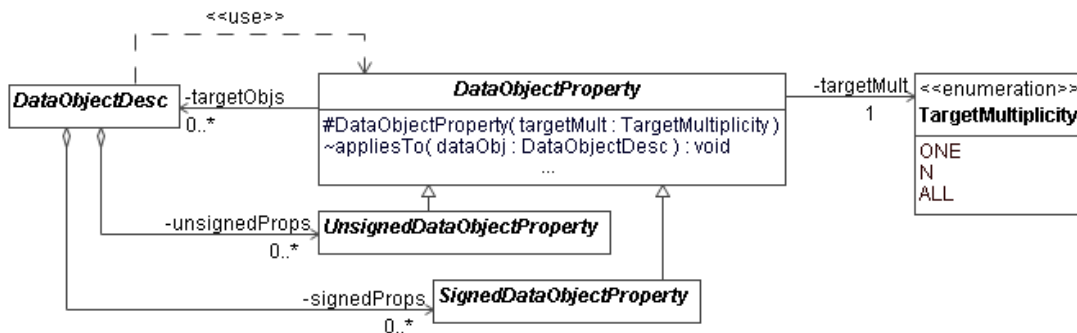 <<use>>
DataObjectDesc
-targetObjs
0..*
DataObjectProperty
#DataObjectProperty( targetMult : TargetMultiplicity )
~appliesTo( dataObj : DataObjectDesc ) : void
...
-targetMult
1
<<enumeration>>
TargetMultiplicity
ONE
N
ALL
-unsignedProps
0..*
UnsignedDataObjectProperty
-signedProps
0..*
SignedDataObjectProperty